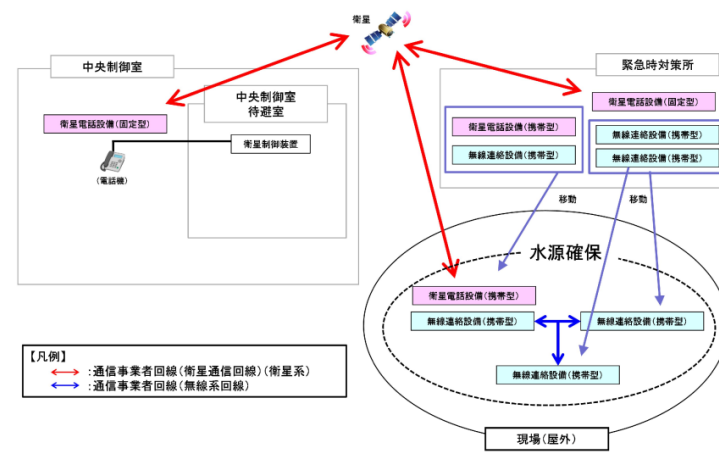 衛星
中央制御室
中央制御室
待避室
衛星電話設備(固定型)
衛星制御装置
(電話機)
緊急時対策所
衛星電話設備(固定型)
衛星電話設備(携帯型)
無線連絡設備(携帯型)
無線連絡設備(携帯型)
無線連絡設備(携帯型)
移動
移動
水源確保
衛星電話設備(携帯型)
無線連絡設備(携帯型)
無線連絡設備(携帯型)
無線連絡設備(携帯型)
現場(屋外)
【凡例】
:通信事業者回線(衛星通信回線)(衛星系)
:通信事業者回線(無線系回線)